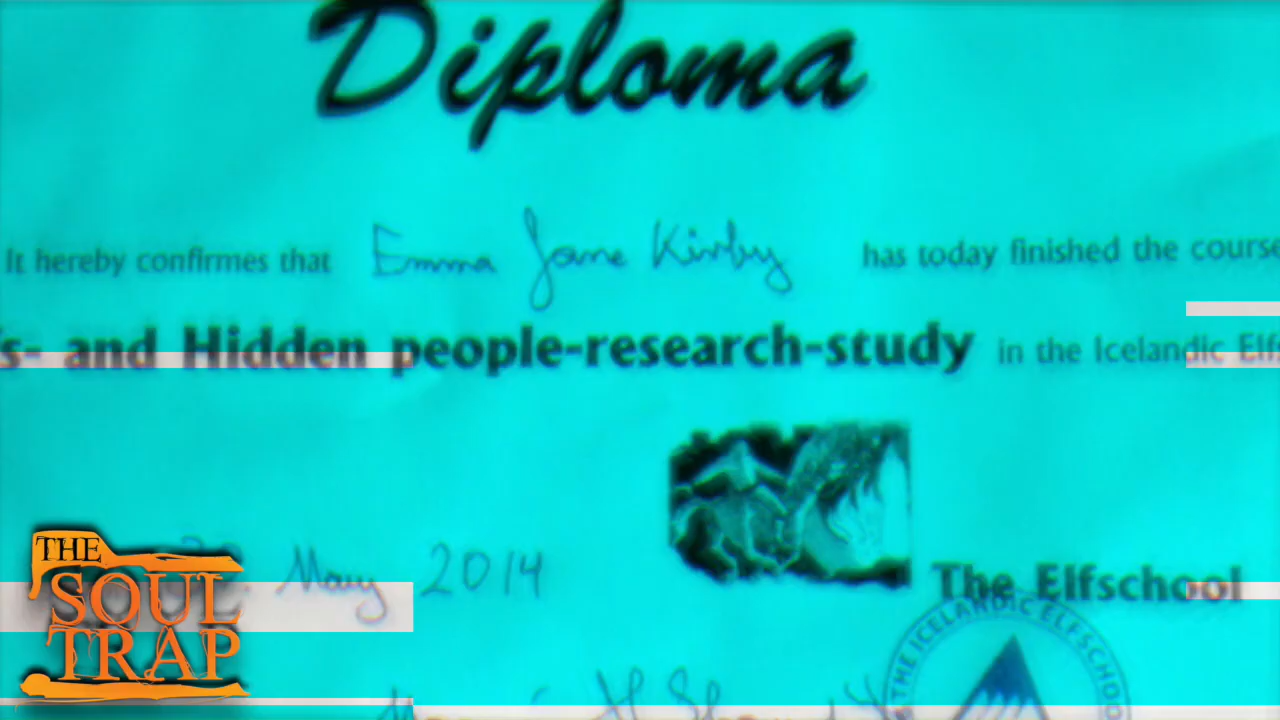 Diploma
It hereby confirmes that Emma Jane Kirby has today finished the course
s- and Hidden people-research-study in the Icelandic Elf
May 2014
The Elfschool
THE ICELANDIC ELFSCHOOL
THE
SOUL
TRAP